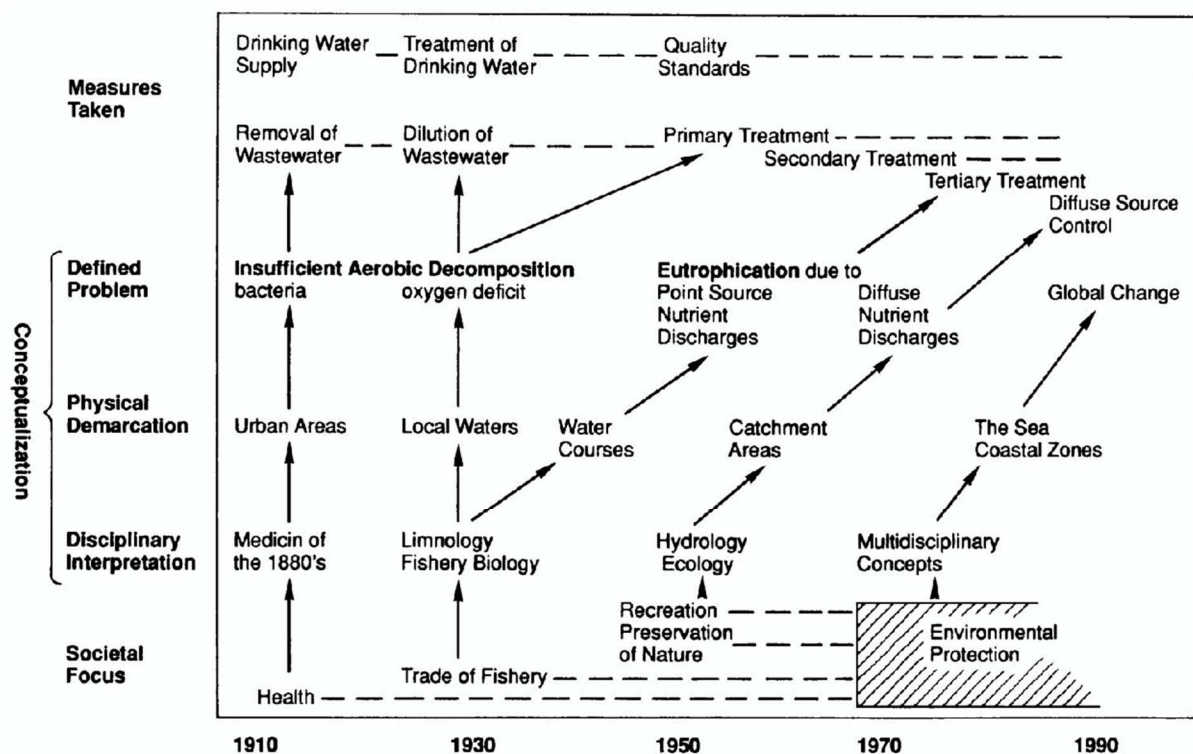 Drinking Water Supply
Treatment of Drinking Water
Quality Standards
Measures Taken
Removal of Wastewater
Dilution of Wastewater
Primary Treatment
Secondary Treatment
Tertiary Treatment
Diffuse Source Control
Conceptualization
Defined Problem
Insufficient Aerobic Decomposition
bacteria
oxygen deficit
Eutrophication due to
Point Source Nutrient Discharges
Diffuse Nutrient Discharges
Global Change
Physical Demarcation
Urban Areas
Local Waters
Water Courses
Catchment Areas
The Sea Coastal Zones
Disciplinary Interpretation
Medicin of the 1880's
Limnology Fishery Biology
Hydrology Ecology
Multidisciplinary Concepts
Societal Focus
Recreation
Preservation of Nature
Environmental Protection
Trade of Fishery
Health
1910 1930 1950 1970 1990